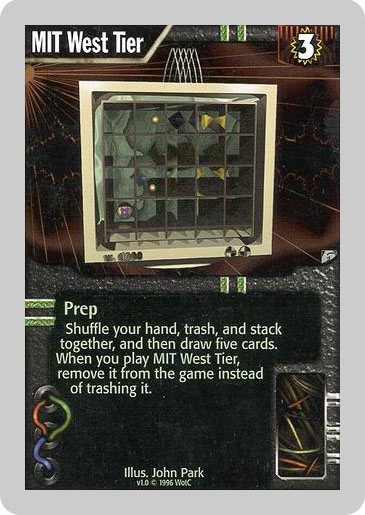 MIT West Tier
3
Prep
Shuffle your hand, trash, and stack
together, and then draw five cards.
When you play MIT West Tier,
remove it from the game instead
of trashing it.
Illus. John Park
v1.0 © 1996 WotC